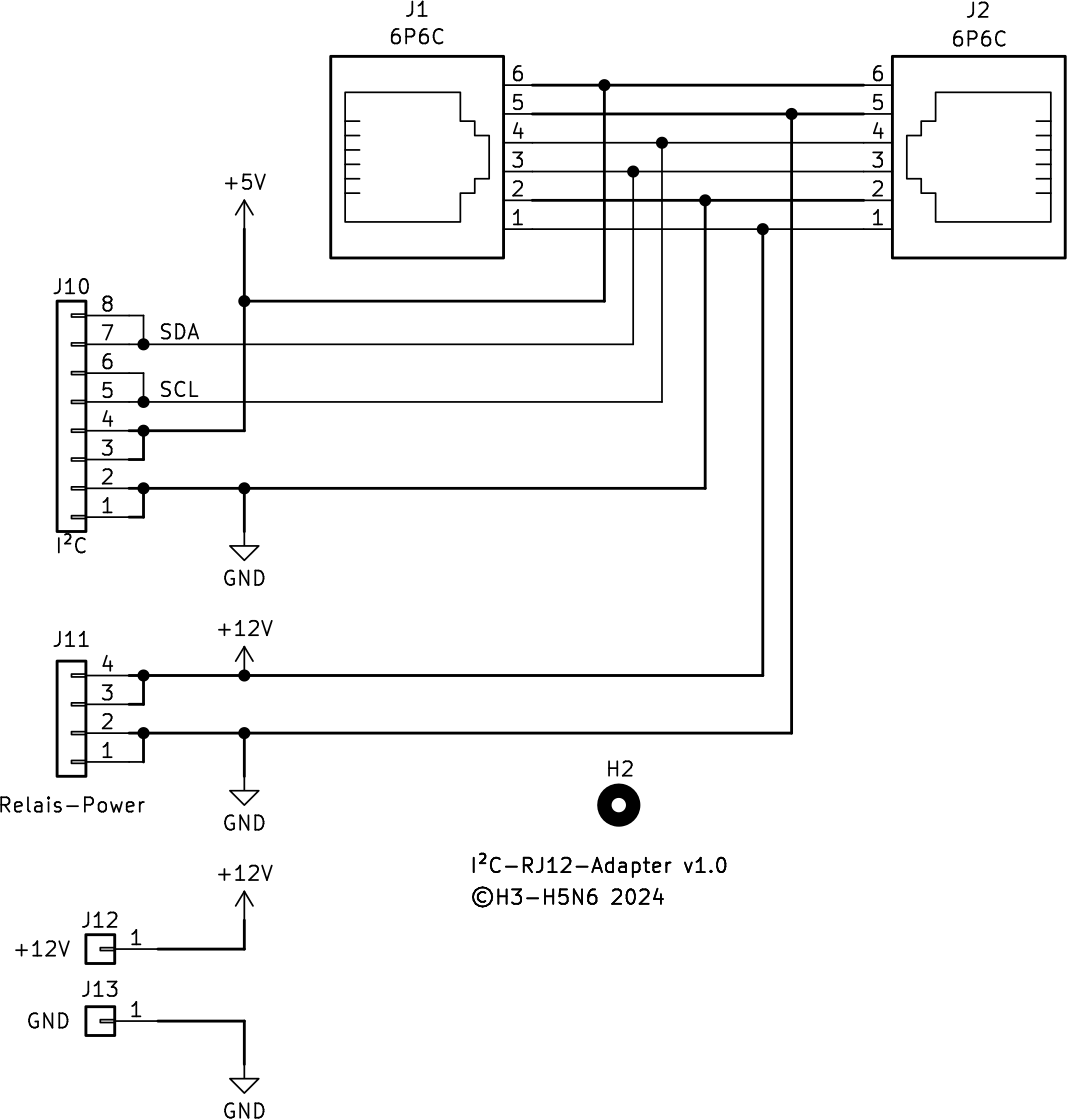 J1
6P6C
J2
6P6C
6
5
4
3
2
1
6
5
4
3
2
1
+5V
J10
8
7
6
5
4
3
2
1
SDA
SCL
I²C
GND
+12V
J11
4
3
2
1
Relais-Power
GND
H2
I²C-RJ12-Adapter v1.0
©H3-H5N6 2024
+12V
J12
1
+12V
J13
1
GND
GND